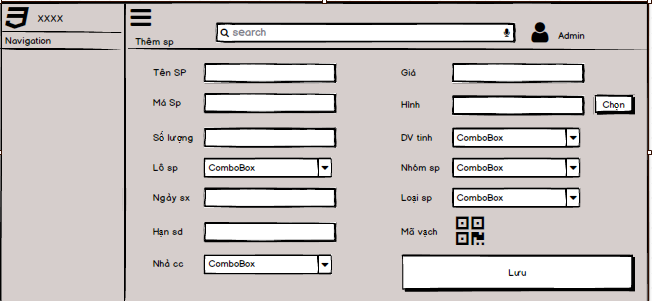 XXXX
Navigation
search
Admin
Thêm sp
Tên SP
Giá
Mã Sp
Hình
Chọn
Số lượng
DV tinh
ComboBox
Lô sp
ComboBox
Nhóm sp
ComboBox
Ngày sx
Loại sp
ComboBox
Hạn sd
Mã vạch
Nhà cc
ComboBox
Lưu